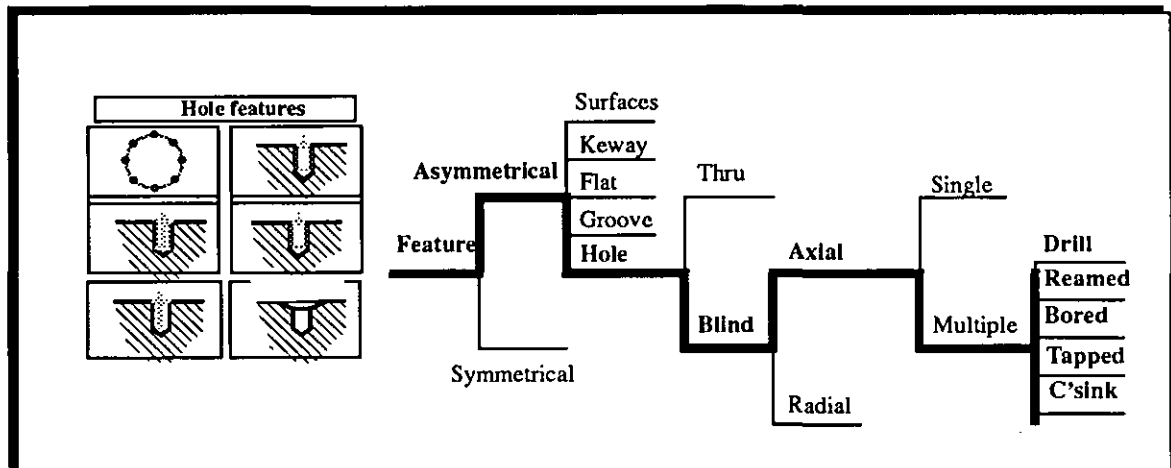 Hole features
Surfaces
Keway
Asymmetrical
Flat
Thru
Single
Groove
Feature
Hole
Axial
Drill
Reamed
Bored
Blind
Multiple
Tapped
Symmetrical
C'sink
Radial